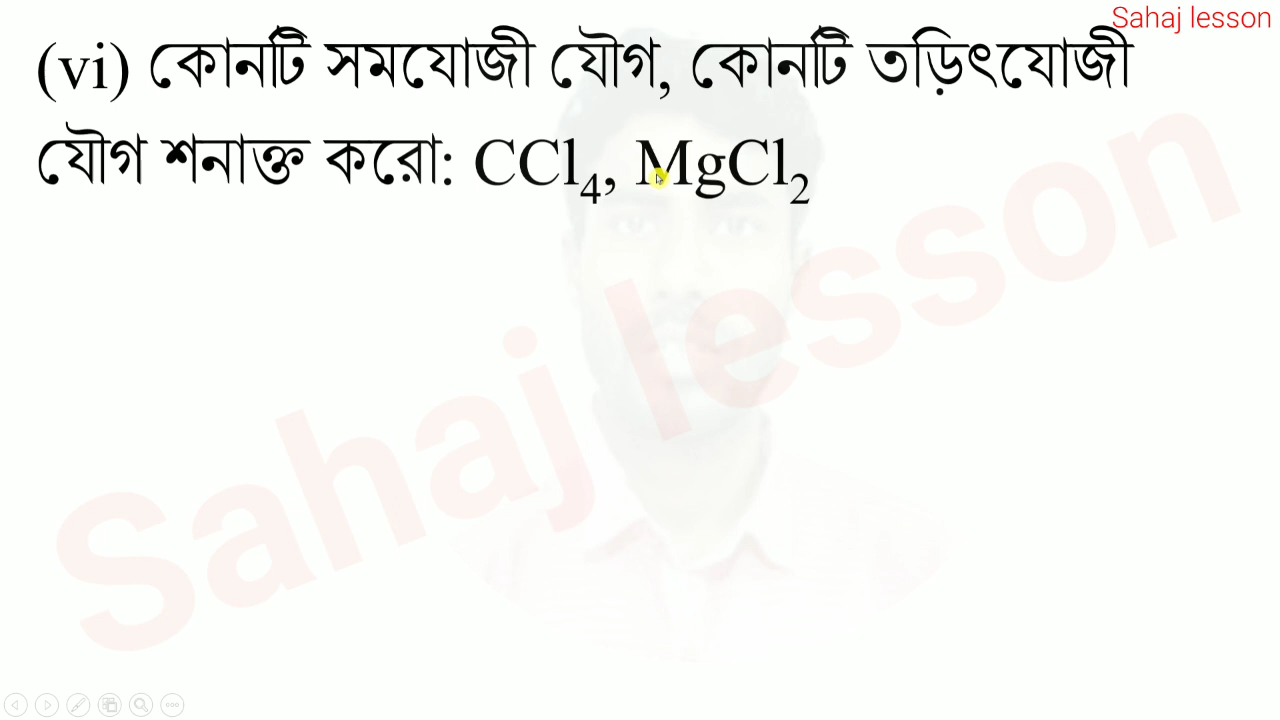 Sahaj lesson
(vi) কোনটি সমযোজী যৌগ, কোনটি তড়িৎযোজী
যৌগ শনাক্ত করো: CCl₄, MgCl₂
Sahaj lesson